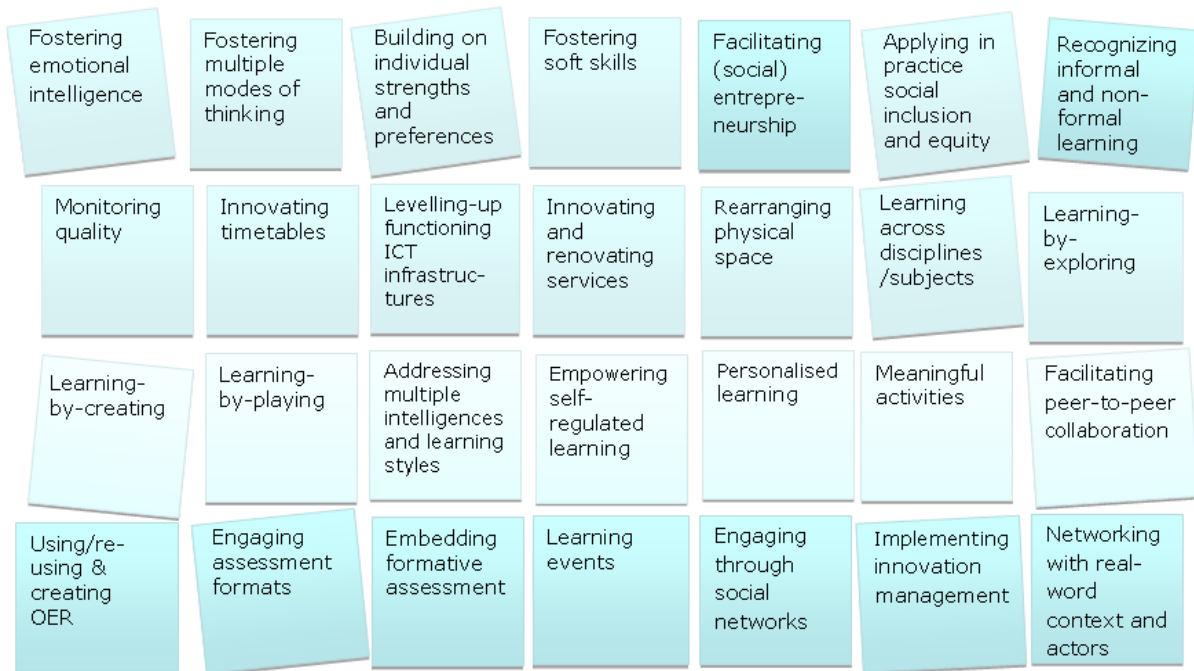 Fostering
emotional
intelligence
Fostering
multiple
modes of
thinking
Building on
individual
strengths
and
preferences
Fostering
soft skills
Facilitating
(social)
entrepre-
neurship
Applying in
practice
social
inclusion
and equity
Recognizing
informal
and non-
formal
learning
Monitoring
quality
Innovating
timetables
Levelling-up
functioning
ICT
infrastruc-
tures
Innovating
and
renovating
services
Rearranging
physical
space
Learning
across
disciplines
/subjects
Learning-
by-
exploring
Learning-
by-creating
Learning-
by-playing
Addressing
multiple
intelligences
and learning
styles
Empowering
self-
regulated
learning
Personalised
learning
Meaningful
activities
Facilitating
peer-to-peer
collaboration
Using/re-
using &
creating
OER
Engaging
assessment
formats
Embedding
formative
assessment
Learning
events
Engaging
through
social
networks
Implementing
innovation
management
Networking
with real-
word
context and
actors